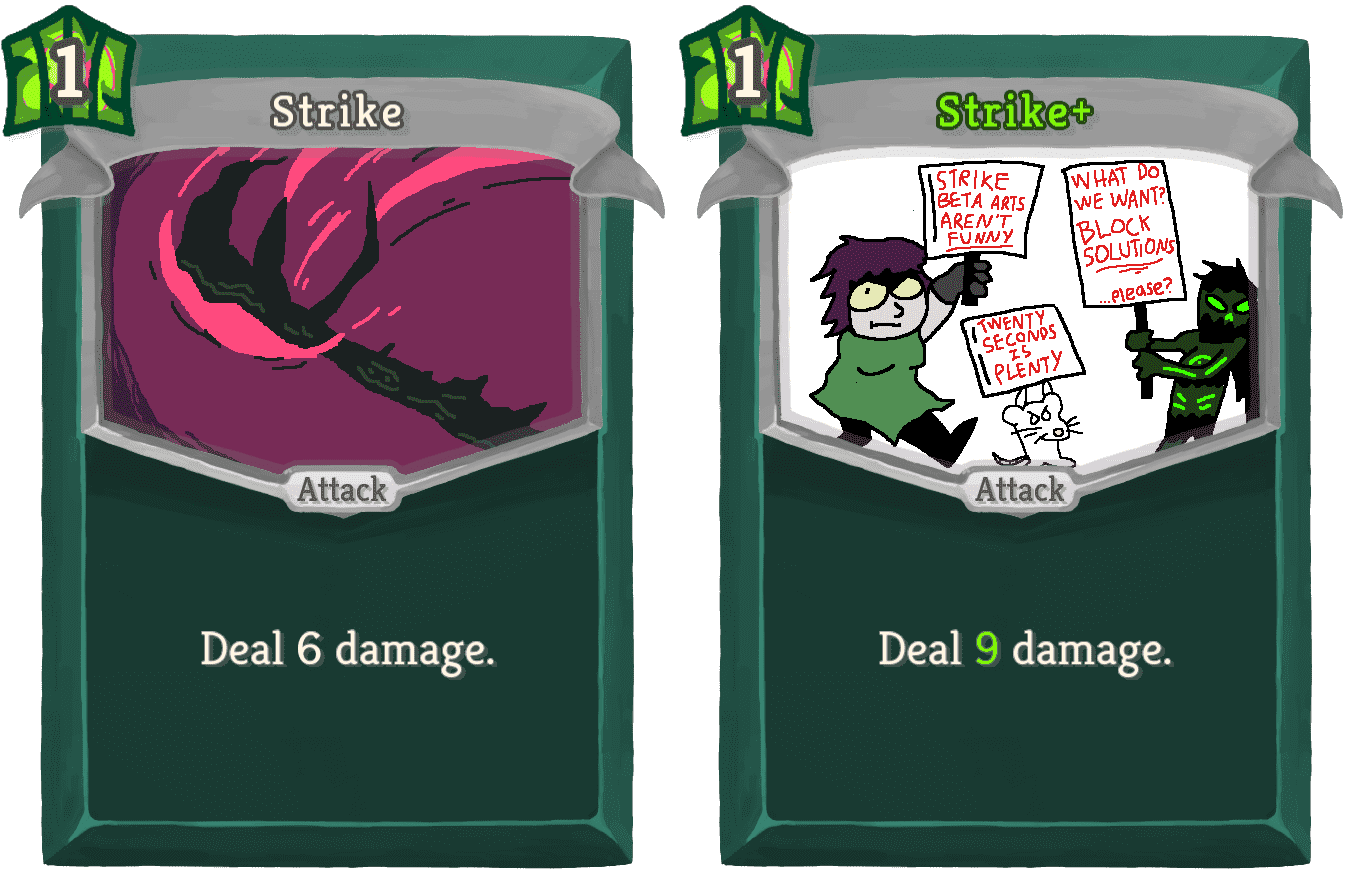 1
Strike
Attack
Deal 6 damage.
1
Strike+
STRIKE
BETA ARTS
AREN'T
FUNNY
WHAT DO
WE WANT?
BLOCK
SOLUTIONS
...please?
TWENTY
SECONDS
IS
PLENTY
Attack
Deal 9 damage.